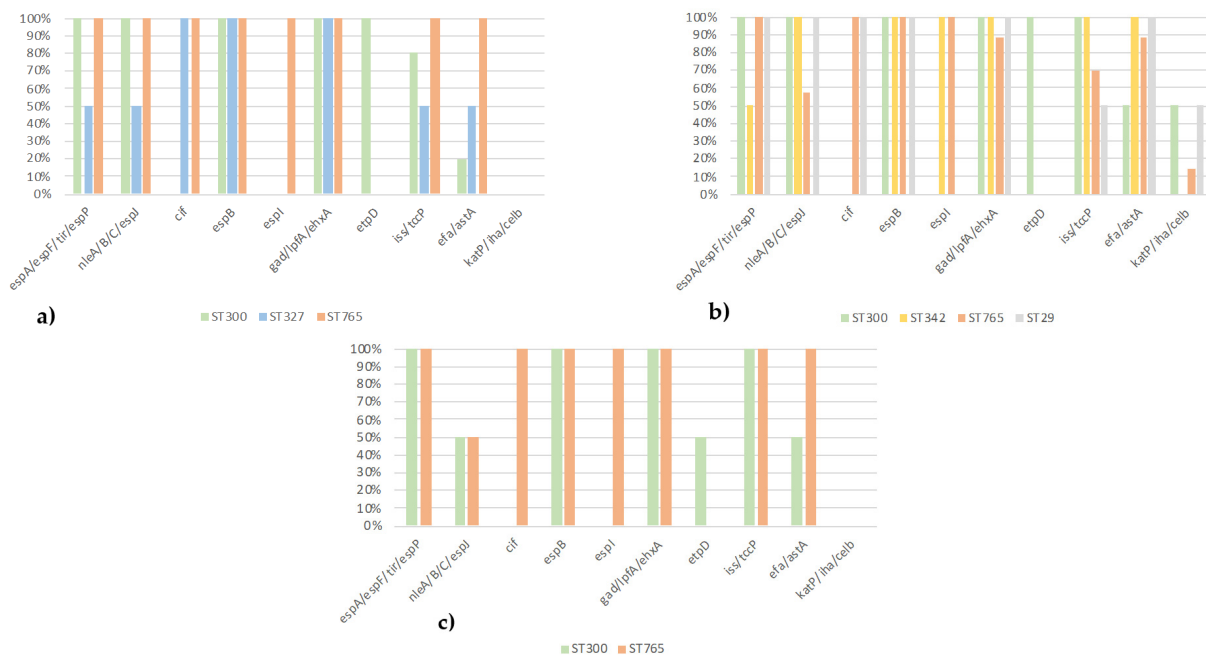 100%
90%
80%
70%
60%
50%
40%
30%
20%
10%
0%
espA/espF/tir/espP
nleA/B/C/espJ
cif
espB
espI
gad/lpfA/ehxA
etpD
iss/tccP
efa/astA
katP/iha/celb
a)
ST300 ST327 ST765
100%
90%
80%
70%
60%
50%
40%
30%
20%
10%
0%
espA/espF/tir/espP
nleA/B/C/espJ
cif
espB
espI
gad/lpfA/ehxA
etpD
iss/tccP
efa/astA
katP/iha/celb
b)
ST300 ST342 ST765 ST29
100%
90%
80%
70%
60%
50%
40%
30%
20%
10%
0%
espA/espF/tir/espP
nleA/B/C/espJ
cif
espB
espI
gad/lpfA/ehxA
etpD
iss/tccP
efa/astA
katP/iha/celb
c)
ST300 ST765